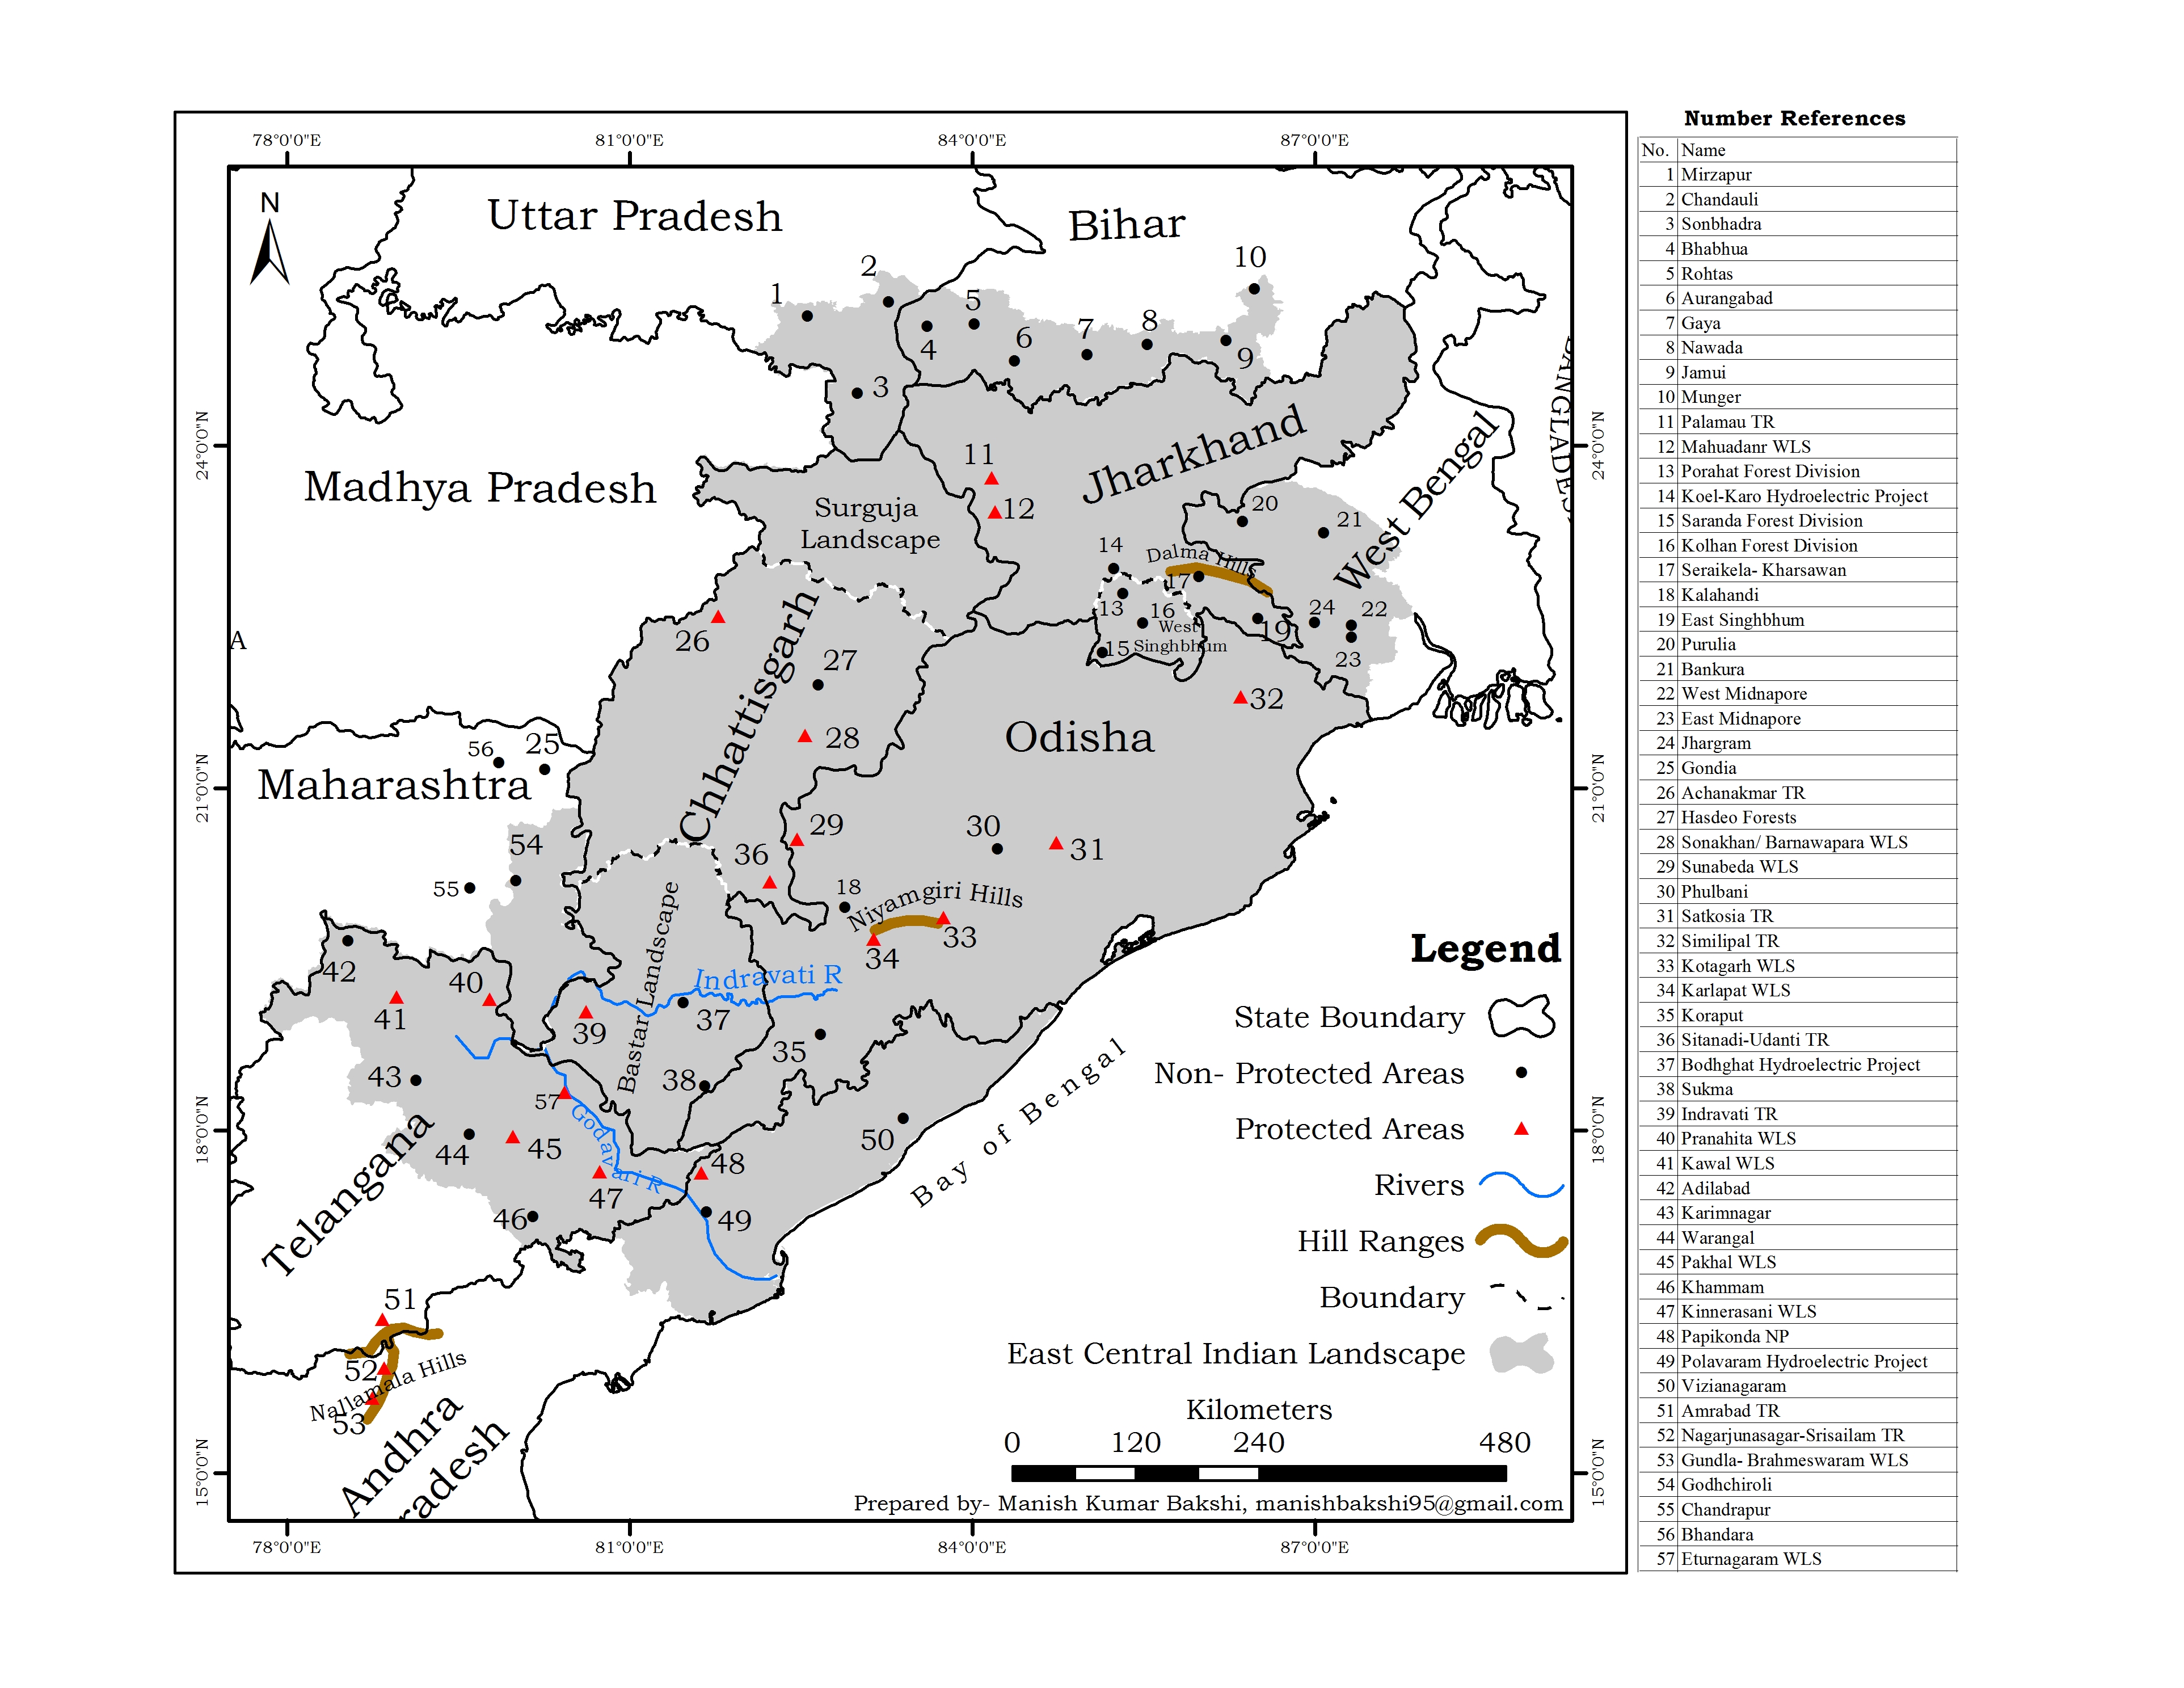 Number References
No. Name
1 Mirzapur
2 Chandauli
3 Sonbhadra
4 Bhabhua
5 Rohtas
6 Aurangabad
7 Gaya
8 Nawada
9 Jamui
10 Munger
11 Palamau TR
12 Mahuadanr WLS
13 Porahat Forest Division
14 Koel-Karo Hydroelectric Project
15 Saranda Forest Division
16 Kolhan Forest Division
17 Seraikela- Kharsawan
18 Kalahandi
19 East Singhbhum
20 Purulia
21 Bankura
22 West Midnapore
23 East Midnapore
24 Jhargram
25 Gondia
26 Achanakmar TR
27 Hasdeo Forests
28 Sonakhan/ Barnawapara WLS
29 Sunabeda WLS
30 Phulbani
31 Satkosia TR
32 Similipal TR
33 Kotagarh WLS
34 Karlapat WLS
35 Koraput
36 Sitanadi-Udanti TR
37 Bodhghat Hydroelectric Project
38 Sukma
39 Indravati TR
40 Pranahita WLS
41 Kawal WLS
42 Adilabad
43 Karimnagar
44 Warangal
45 Pakhal WLS
46 Khammam
47 Kinnerasani WLS
48 Papikonda NP
49 Polavaram Hydroelectric Project
50 Vizianagaram
51 Amrabad TR
52 Nagarjunasagar-Srisailam TR
53 Gundla- Brahmeswaram WLS
54 Godhchiroli
55 Chandrapur
56 Bhandara
57 Eturnagaram WLS
78°0'0"E 81°0'0"E 84°0'0"E 87°0'0"E
N
Uttar Pradesh
Bihar
10
2
1
5
8
7
6
4
9
3
24°0'0"N
24°0'0"N
BANGLADES
Jharkhand
11
Madhya Pradesh
12
Surguja
Landscape
West Bengal
20
21
14
Dalma Hills
17
13
16
24
22
West
19
Singhbhum
15
23
A
26
27
Chhattisgarh
32
28
Odisha
56
25
Maharashtra
21°0'0"N
21°0'0"N
29
30
54
31
36
55
18
Niyamgiri Hills
33
34
Bastar Landscape
42
40
Indravati R
41
39
37
35
43
38
57
Godavari R
18°0'0"N
18°0'0"N
Telangana
44
45
50
48
47
46
49
Bay of Bengal
51
52
Nallamala Hills
53
Andhra
radesh
15°0'0"N
15°0'0"N
Legend
State Boundary
Non- Protected Areas
Protected Areas
Rivers
Hill Ranges
Boundary
East Central Indian Landscape
Kilometers
0 120 240 480
Prepared by- Manish Kumar Bakshi, manishbakshi95@gmail.com
78°0'0"E 81°0'0"E 84°0'0"E 87°0'0"E